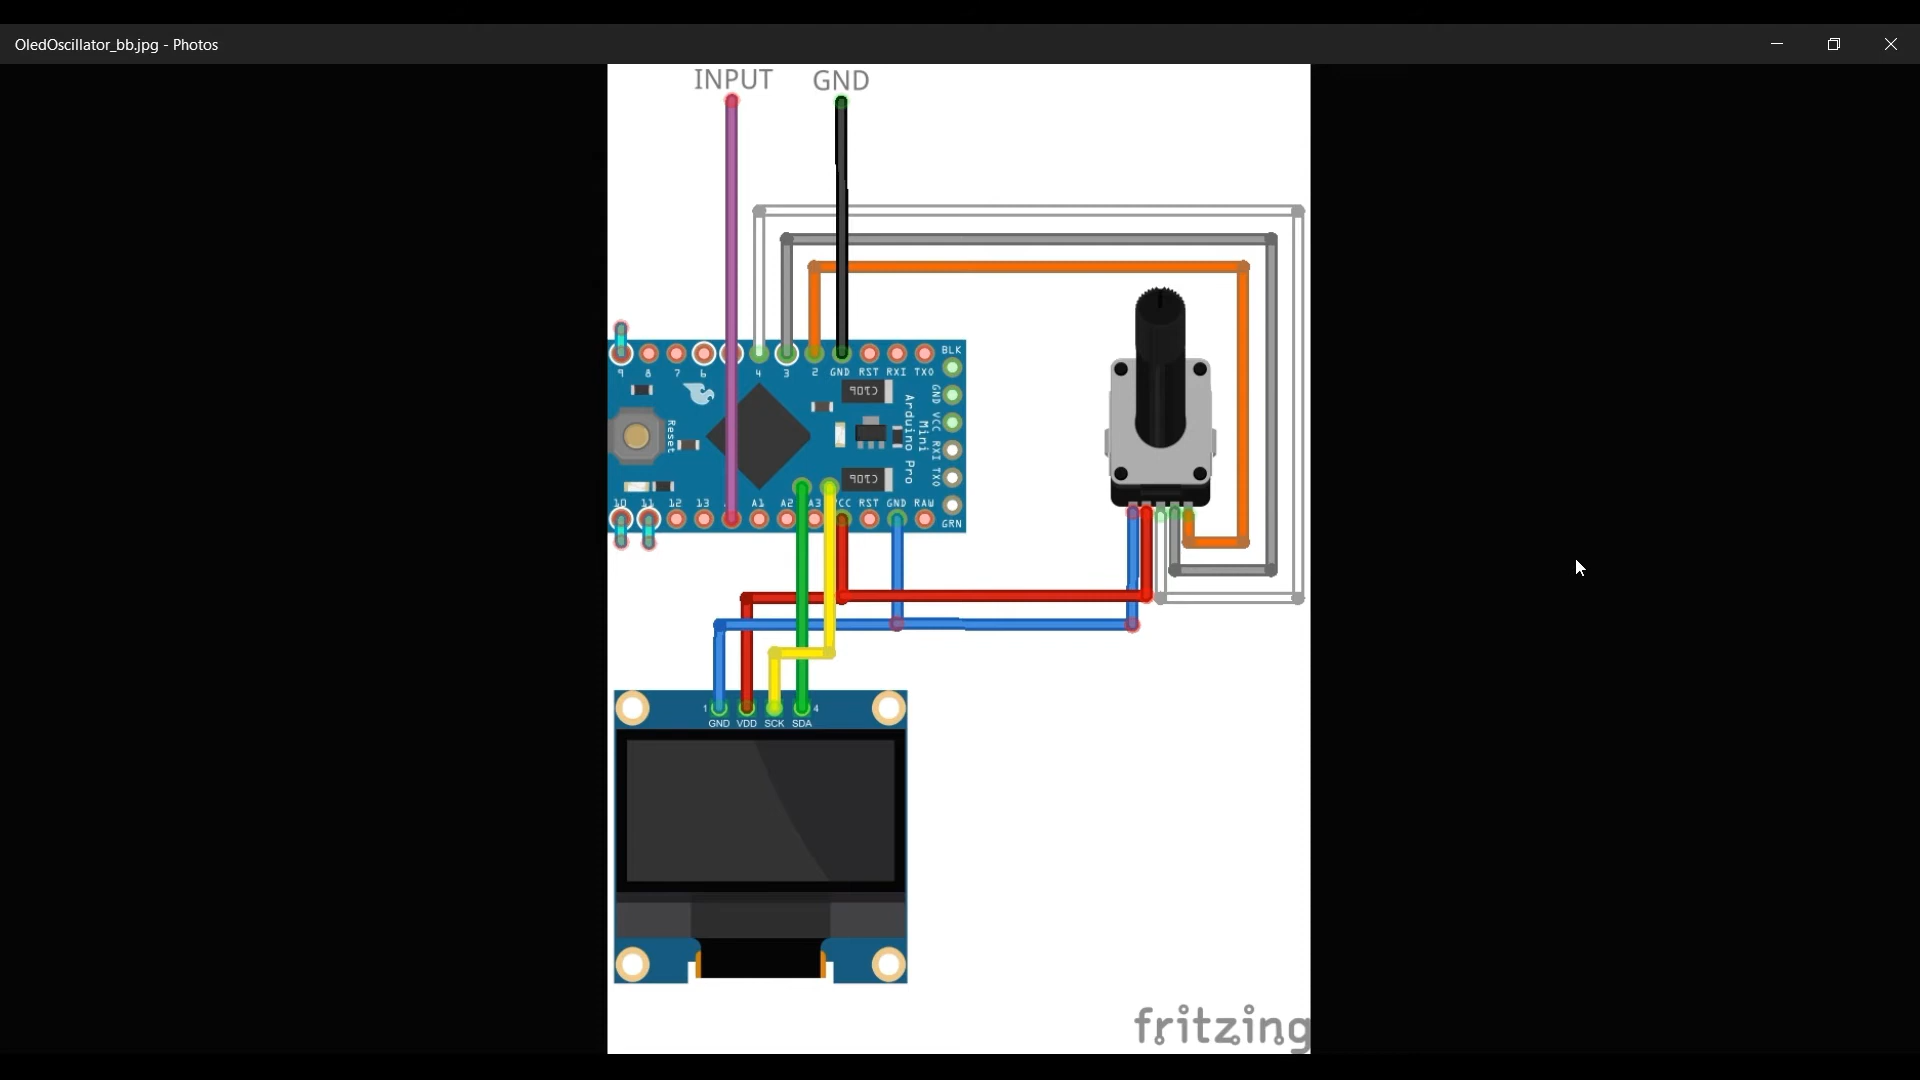 OledOscillator_bb.jpg - Photos
INPUT GND
BLK
9 8 7 6 4 3 2 GND RST RXI TXO
GND VCC RXI TXO
Reset
Arduino Pro
Mini
10 11 12 13 A1 A2 A3 VCC RST GND RAW
GRN
1 4
GND VDD SCK SDA
fritzing